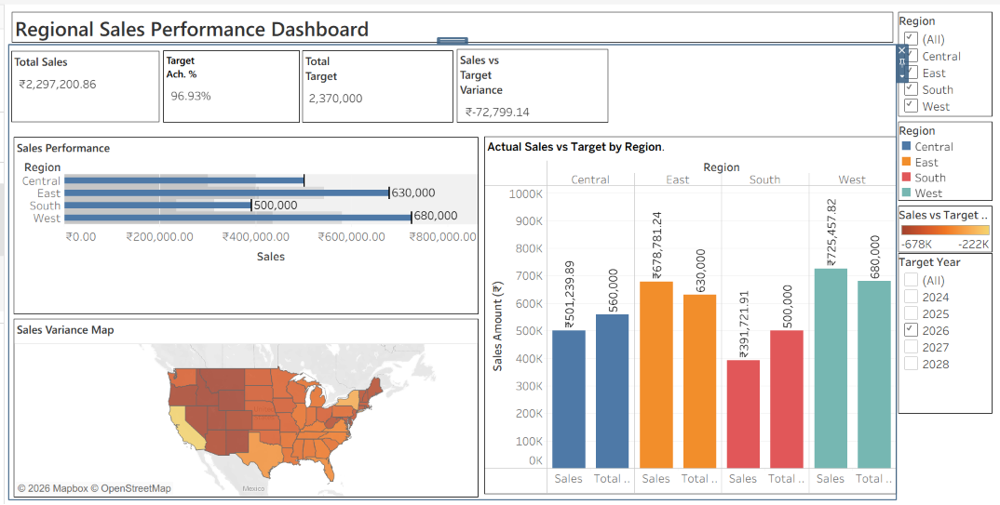 Regional Sales Performance Dashboard
Total Sales
₹2,297,200.86
Target
Ach. %
96.93%
Total
Target
2,370,000
Sales vs
Target
Variance
₹-72,799.14
Sales Performance
Region
Central
East
630,000
South
500,000
West
680,000
₹0.00
₹200,000.00
₹400,000.00
₹600,000.00
₹800,000.00
Sales
Sales Variance Map
Mexico
© 2026 Mapbox © OpenStreetMap
Actual Sales vs Target by Region.
Region
Central
East
South
West
Sales Amount (₹)
1000K
900K
800K
700K
600K
500K
400K
300K
200K
100K
0K
₹501,239.89
560,000
₹678,781.24
630,000
₹391,721.91
500,000
₹725,457.82
680,000
Sales
Total ..
Sales
Total ..
Sales
Total ..
Sales
Total ..
Region
(All)
Central
East
South
West
Region
Central
East
South
West
Sales vs Target ..
-678K
-222K
Target Year
(All)
2024
2025
2026
2027
2028